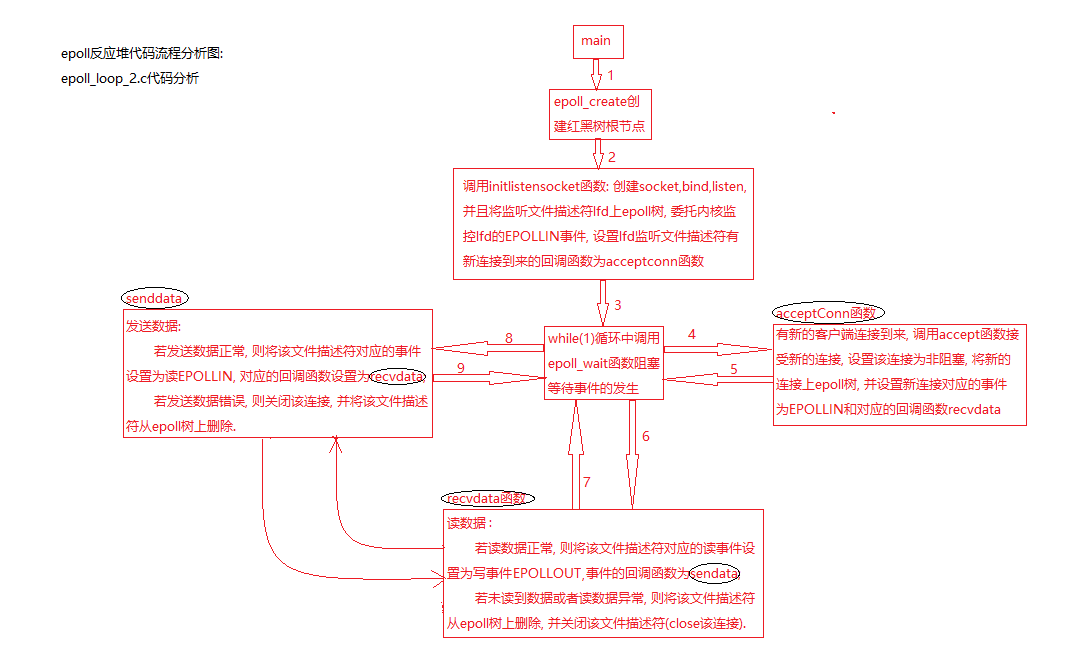 epoll反应堆代码流程分析图:
epoll_loop_2.c代码分析
main
1
epoll_create创
建红黑树根节点
2
调用initlistensocket函数: 创建socket,bind,listen,
并且将监听文件描述符lfd上epoll树, 委托内核监
控lfd的EPOLLIN事件, 设置lfd监听文件描述符有
新连接到来的回调函数为acceptconn函数
3
senddata
发送数据:
若发送数据正常, 则将该文件描述符对应的事件
设置为读EPOLLIN, 对应的回调函数设置为recvdata,
若发送数据错误, 则关闭该连接, 并将该文件描述
符从epoll树上删除.
8
9
while(1)循环中调用
epoll_wait函数阻塞
等待事件的发生
4
5
acceptConn函数
有新的客户端连接到来, 调用accept函数接
受新的连接, 设置该连接为非阻塞, 将新的
连接上epoll树, 并设置新连接对应的事件
为EPOLLIN和对应的回调函数recvdata
6
7
recvdata函数
读数据 :
若读数据正常, 则将该文件描述符对应的读事件设
置为写事件EPOLLOUT,事件的回调函数为sendata,
若未读到数据或者读数据异常, 则将该文件描述符
从epoll树上删除, 并关闭该文件描述符(close该连接).